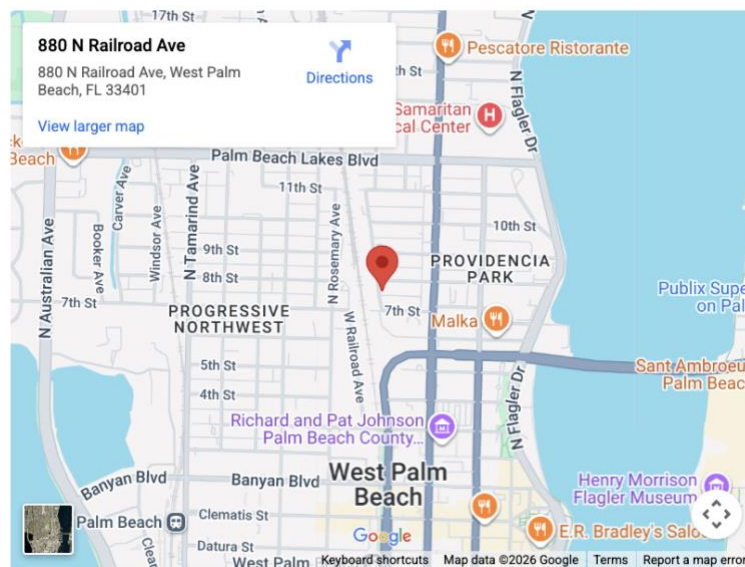 17th St
880 N Railroad Ave
880 N Railroad Ave, West Palm
Beach, FL 33401
Directions
View larger map
Pescatore Ristorante
th St
Samaritan
cal Center
N Flagler Dr
Beach
Palm Beach Lakes Blvd
11th St
10th St
Carver Ave
Booker Ave
Windsor Ave
N Tamarind Ave
N Australian Ave
9th St
8th St
N Rosemary Ave
PROVIDENCIA
PARK
7th St
7th St
PROGRESSIVE
NORTHWEST
W Railroad Ave
Malka
Publix Supe
on Pal
5th St
4th St
Sant Ambroeu
Palm Beac
N Flagler Dr
Richard and Pat Johnson
Palm Beach County...
West Palm
Beach
Banyan Blvd
Banyan Blvd
Henry Morrison
Flagler Museum
Palm Beach
Clematis St
Datura St
E.R. Bradley's Salo
Google
Clear
West Palm
Keyboard shortcuts
Map data ©2026 Google
Terms
Report a map error